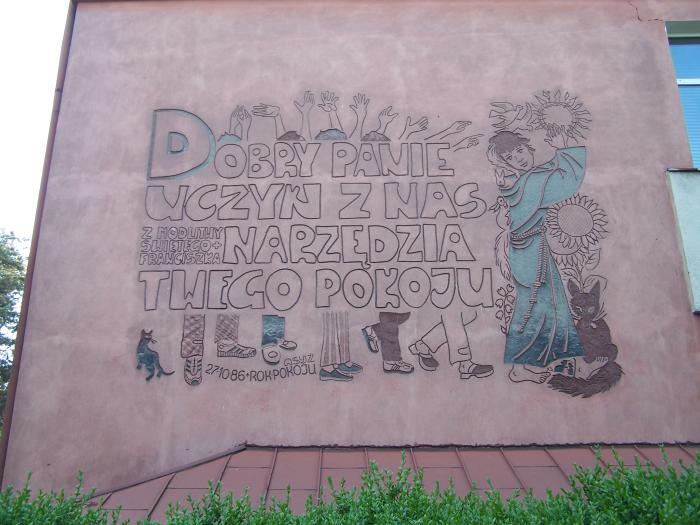 DOBRY PANIE
UCZYŃ Z NAS
Z MODLITWY
ŚWIĘTEGO +
FRANCISZKA
NARZĘDZIA
TWEGO POKOJU
27.10.86 + ROK POKOJU